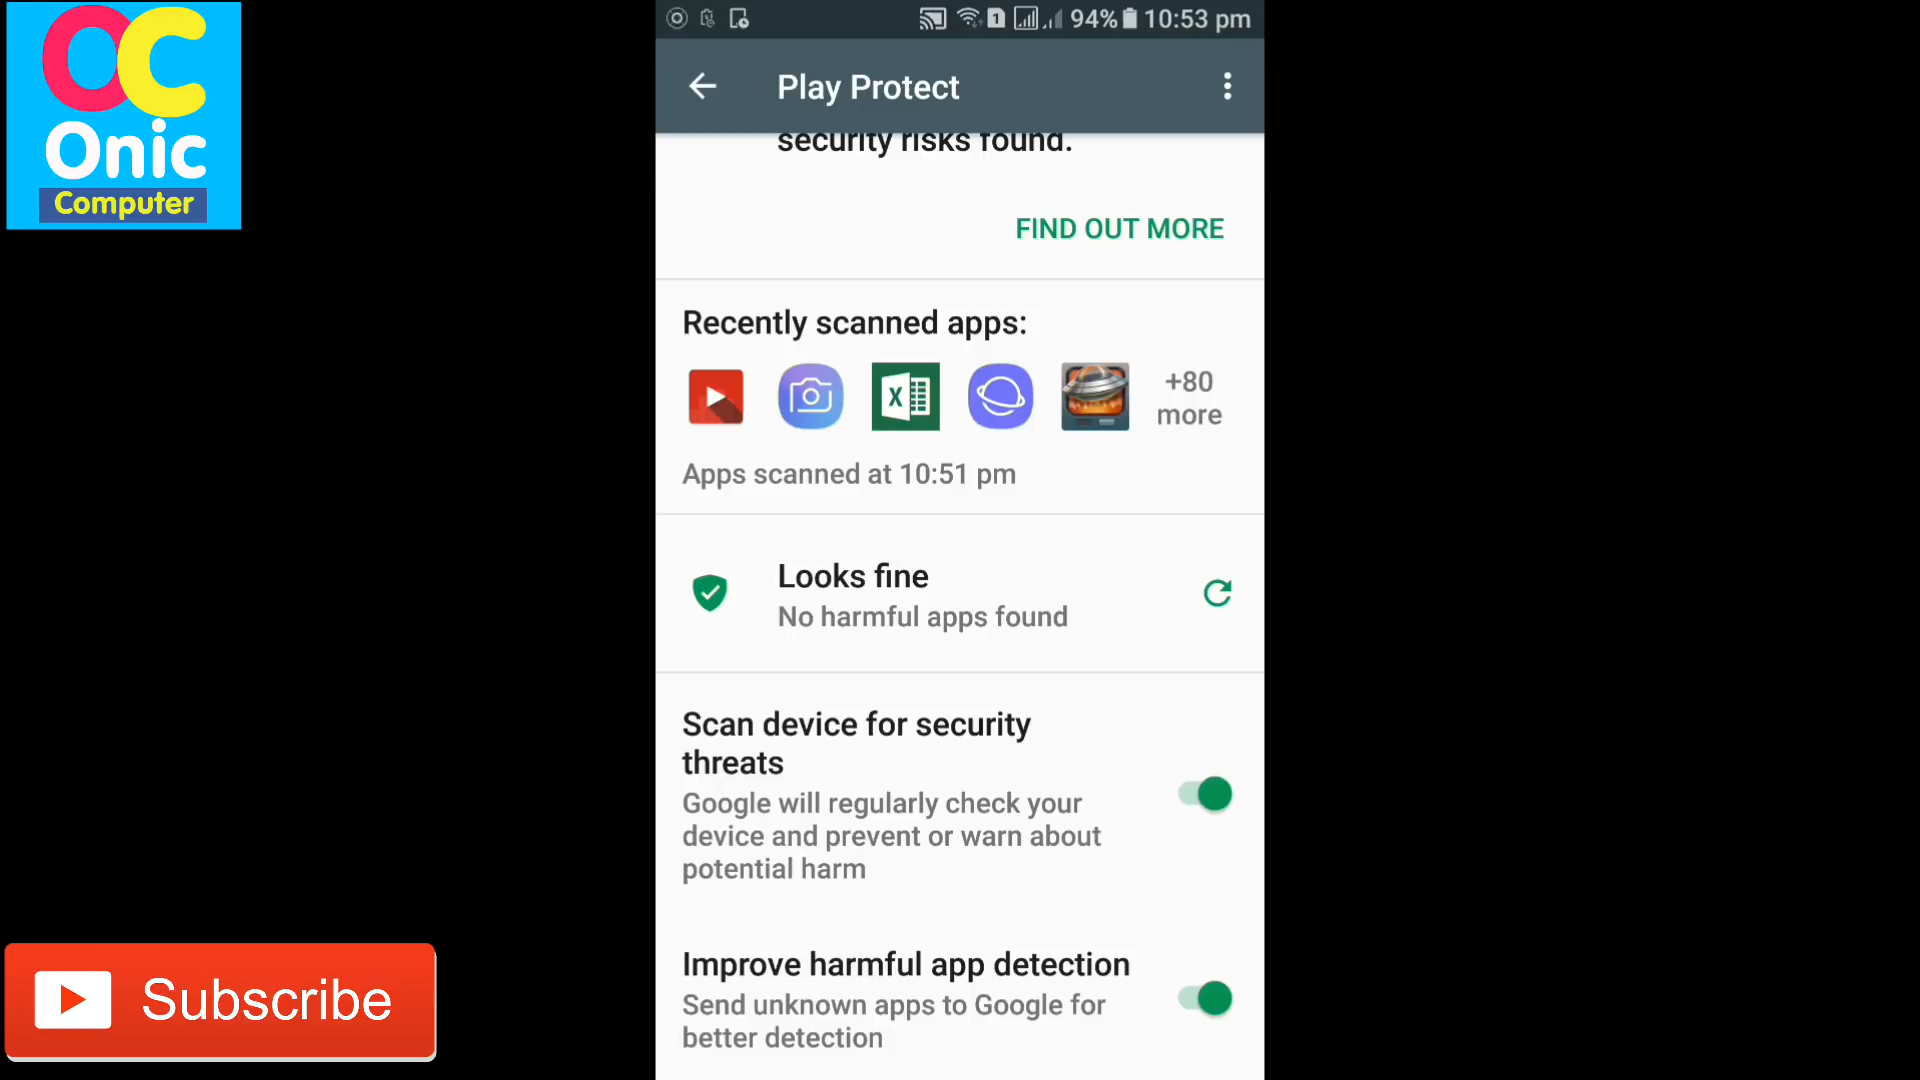 OC
Onic
Computer
1 94% 10:53 pm
Play Protect
security risks found.
FIND OUT MORE
Recently scanned apps:
X
+80
more
Apps scanned at 10:51 pm
Looks fine
No harmful apps found
Scan device for security
threats
Google will regularly check your
device and prevent or warn about
potential harm
Improve harmful app detection
Send unknown apps to Google for
better detection
Subscribe